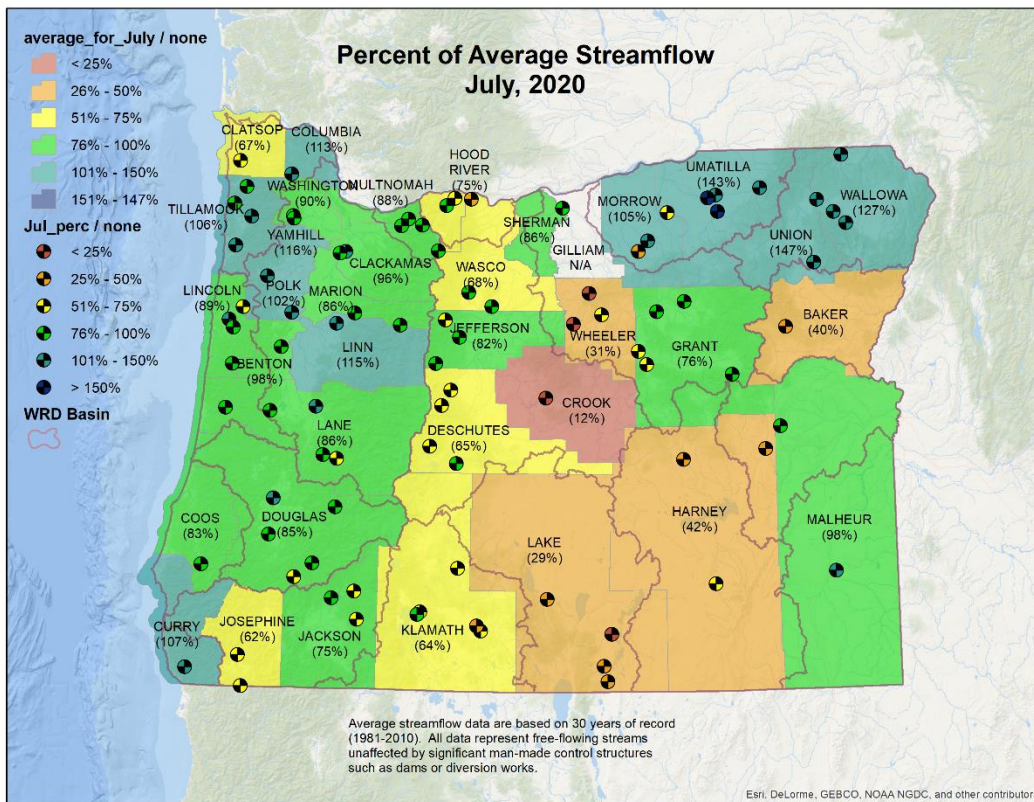 average_for_July / none
< 25%
26% - 50%
51% - 75%
76% - 100%
101% - 150%
151% - 147%
Jul_perc / none
< 25%
25% - 50%
51% - 75%
76% - 100%
101% - 150%
> 150%
WRD Basin
Percent of Average Streamflow
July, 2020
CLATSOP
(67%)
COLUMBIA
(113%)
HOOD
RIVER
(75%)
WASHINGTON
(90%)
MULTNOMAH
(88%)
TILLAMOOK
(106%)
YAMHILL
(116%)
CLACKAMAS
(96%)
SHERMAN
(86%)
GILLIAM
N/A
MORROW
(105%)
UMATILLA
(143%)
WALLOWA
(127%)
UNION
(147%)
WASCO
(68%)
LINCOLN
(89%)
POLK
(102%)
MARION
(86%)
JEFFERSON
(82%)
WHEELER
(31%)
GRANT
(76%)
BAKER
(40%)
LINN
(115%)
BENTON
(98%)
CROOK
(12%)
LANE
(86%)
DESCHUTES
(65%)
COOS
(83%)
DOUGLAS
(85%)
LAKE
(29%)
HARNEY
(42%)
MALHEUR
(98%)
CURRY
(107%)
JOSEPHINE
(62%)
JACKSON
(75%)
KLAMATH
(64%)
Average streamflow data are based on 30 years of record
(1981-2010). All data represent free-flowing streams
unaffected by significant man-made control structures
such as dams or diversion works.
Esri, DeLorme, GEBCO, NOAA NGDC, and other contributor